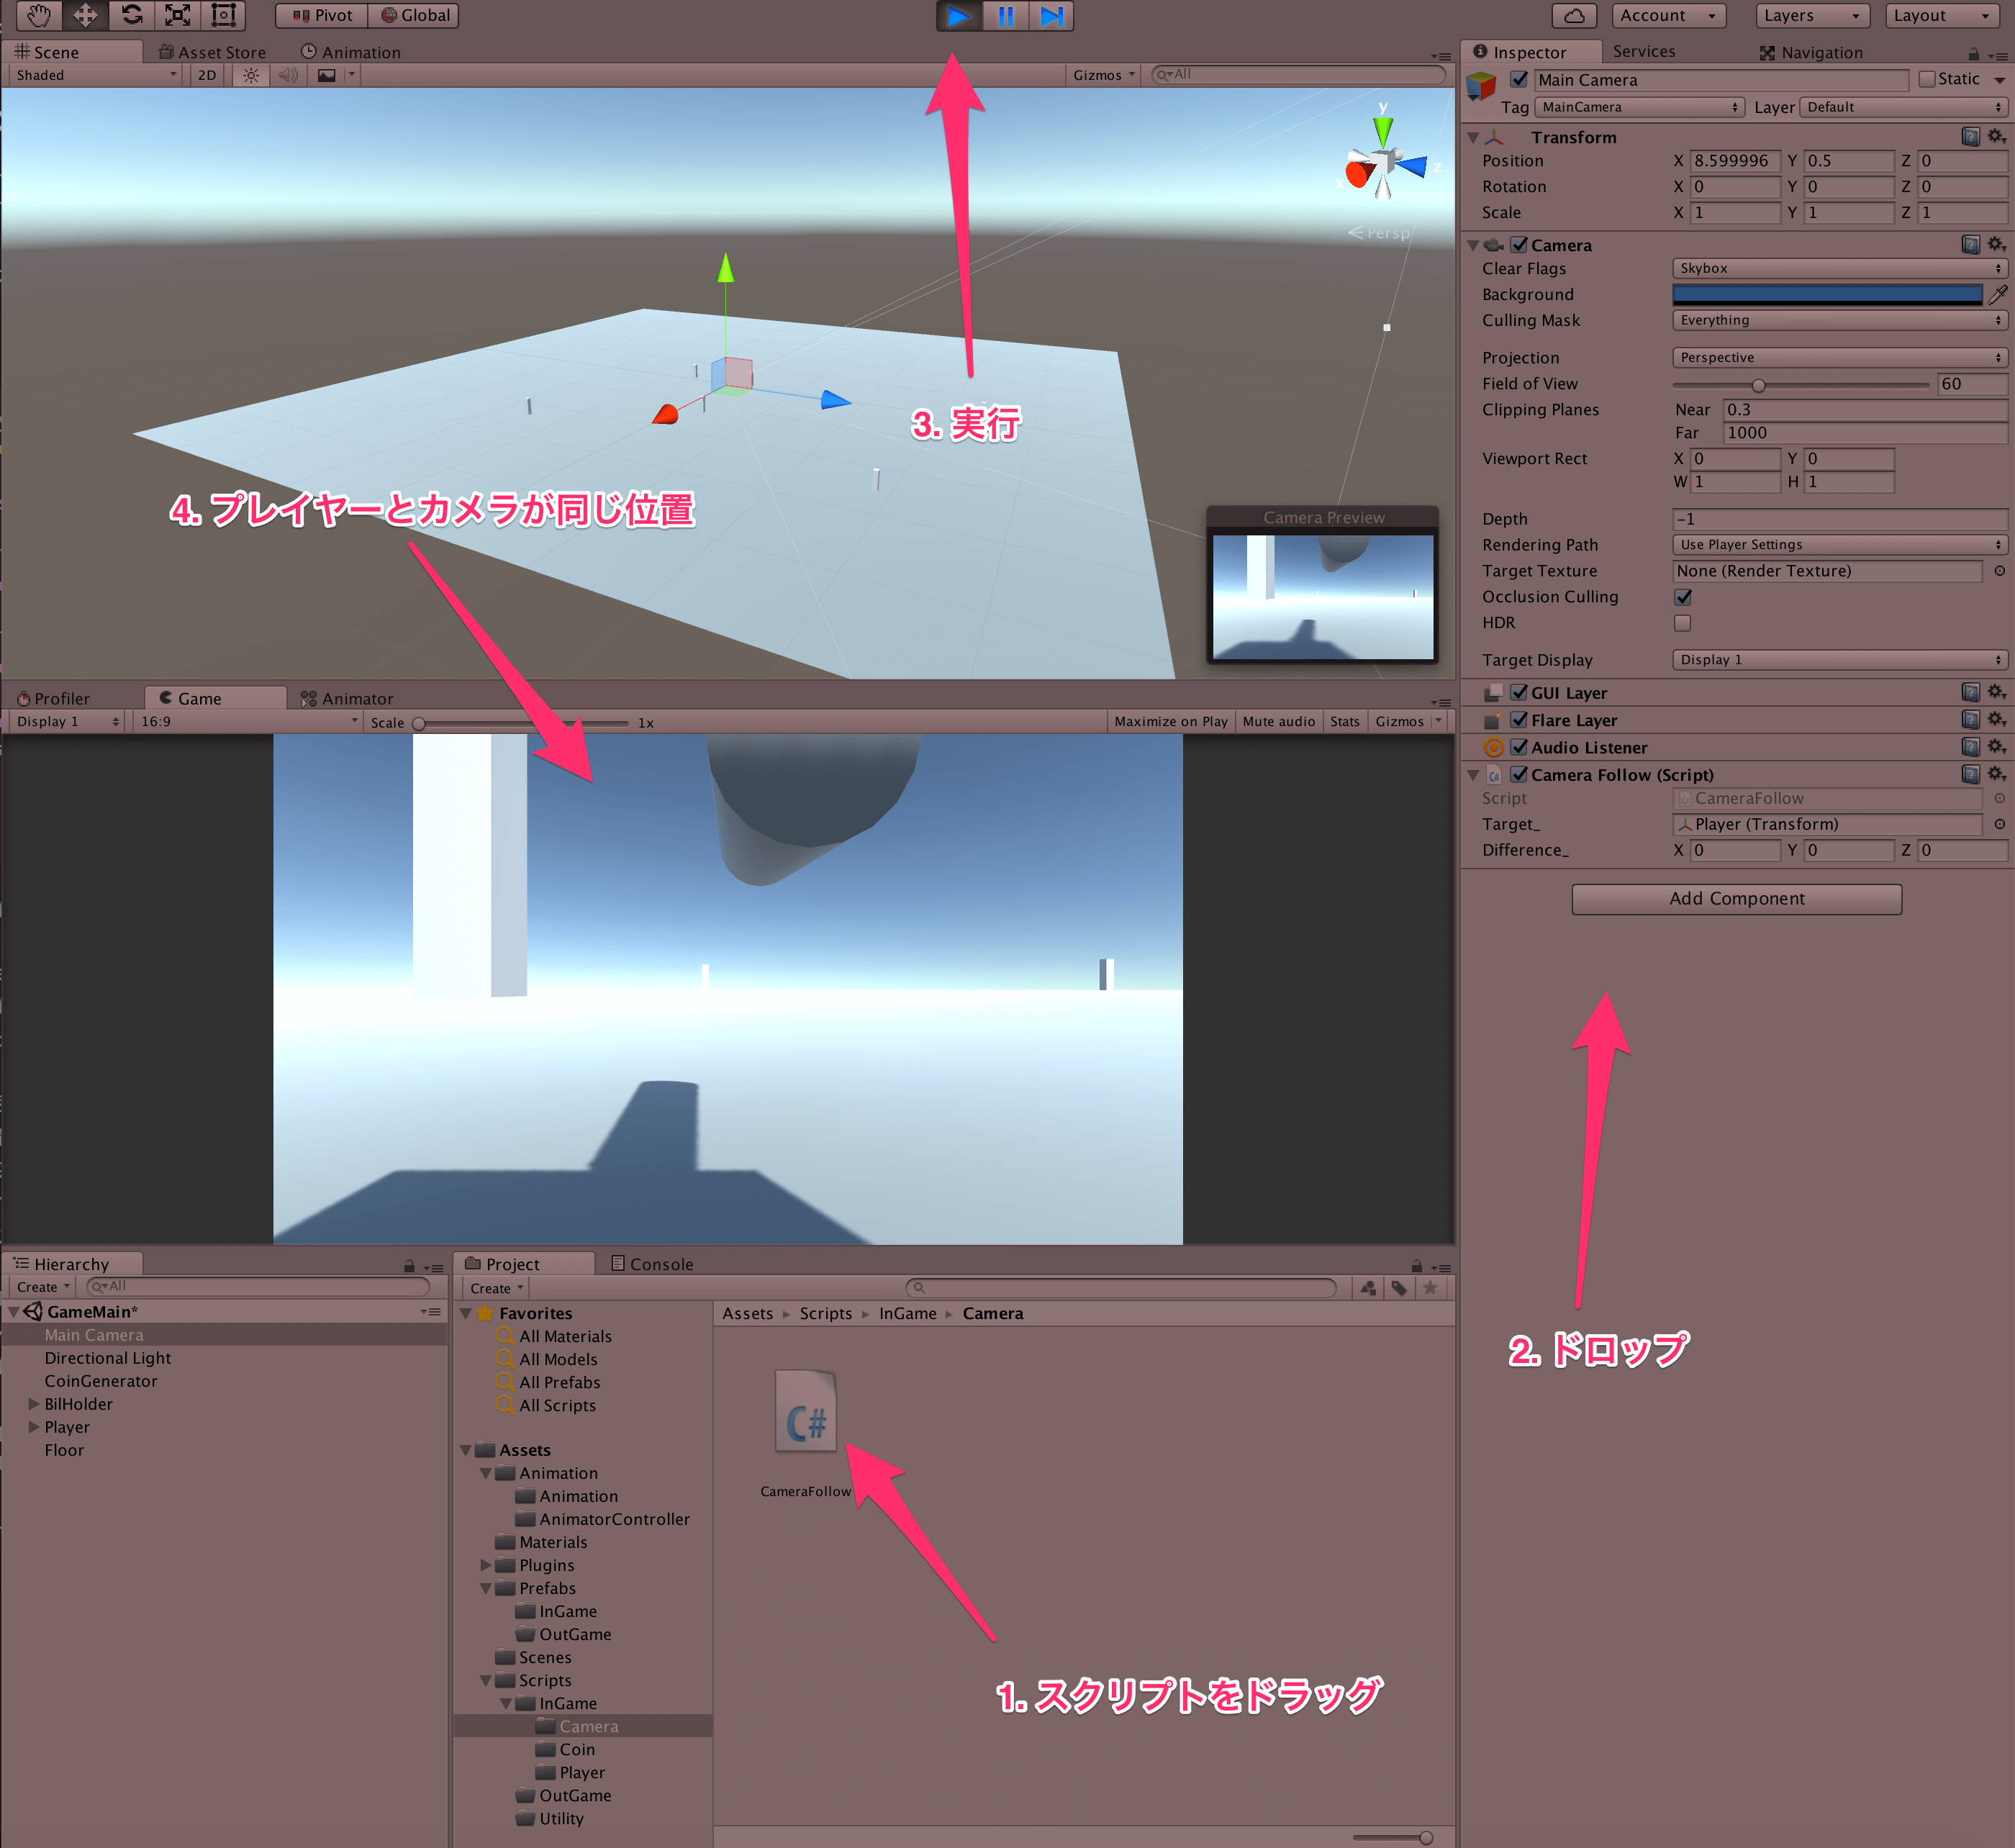 Pivot Global Account Layers Layout
Scene Asset Store Animation
Shaded 2D Gizmos All
y
z
x
Persp
3. 実行
4. プレイヤーとカメラが同じ位置
Camera Preview
Profiler Game Animator
Display 1 16:9 Scale 1x Maximize on Play Mute audio Stats Gizmos
Inspector Services Navigation
Main Camera Static
Tag MainCamera Layer Default
Transform
Position X 8.599996 Y 0.5 Z 0
Rotation X 0 Y 0 Z 0
Scale X 1 Y 1 Z 1
Camera
Clear Flags Skybox
Background
Culling Mask Everything
Projection Perspective
Field of View 60
Clipping Planes Near 0.3
Far 1000
Viewport Rect X 0 Y 0
W 1 H 1
Depth -1
Rendering Path Use Player Settings
Target Texture None (Render Texture)
Occlusion Culling
HDR
Target Display Display 1
GUI Layer
Flare Layer
Audio Listener
Camera Follow (Script)
Script CameraFollow
Target_ Player (Transform)
Difference_ X 0 Y 0 Z 0
Add Component
2. ドロップ
Hierarchy
Create All
GameMain*
Main Camera
Directional Light
CoinGenerator
BilHolder
Player
Floor
Project Console
Create
Favorites
All Materials
All Models
All Prefabs
All Scripts
Assets
Animation
Animation
AnimatorController
Materials
Plugins
Prefabs
InGame
OutGame
Scenes
Scripts
InGame
Camera
Coin
Player
OutGame
Utility
Assets Scripts InGame Camera
C#
CameraFollow
1. スクリプトをドラッグ